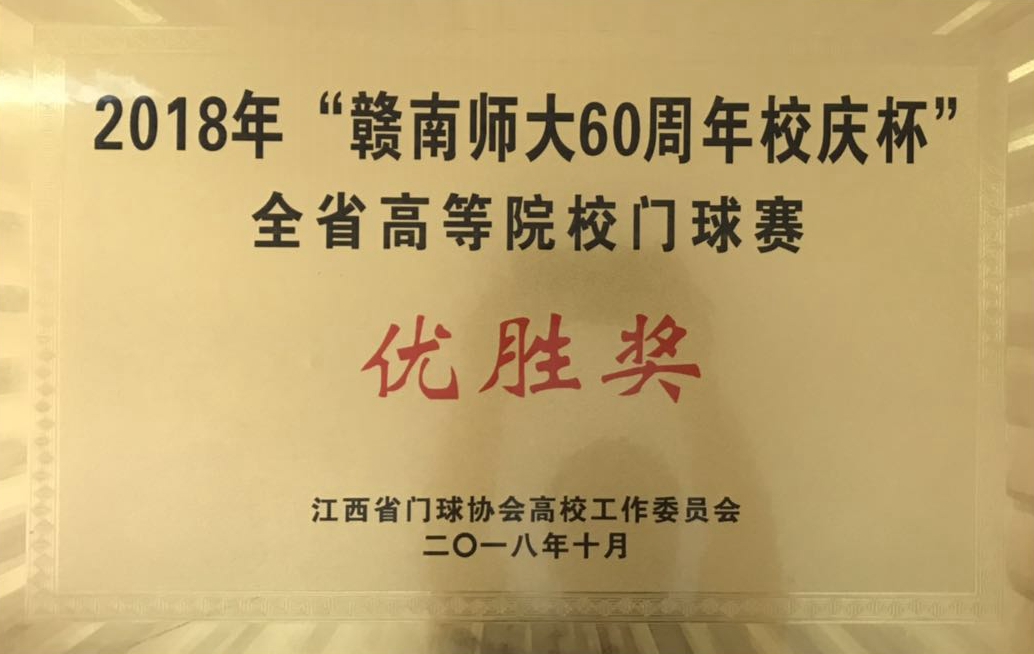 2018年“赣南师大60周年校庆杯”
全省高等院校门球赛
优胜奖
江西省门球协会高校工作委员会
二〇一八年十月